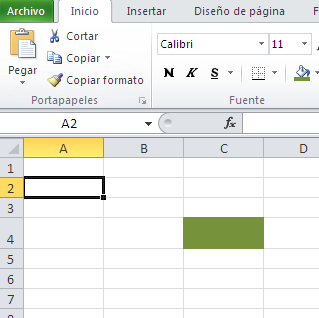 Archivo Inicio Insertar Diseño de página F
Cortar
Copiar
Pegar
Copiar formato
Portapapeles
Calibri 11
N K S
Fuente
A2 fx
A B C D
1
2
3
4
5
6
7
8